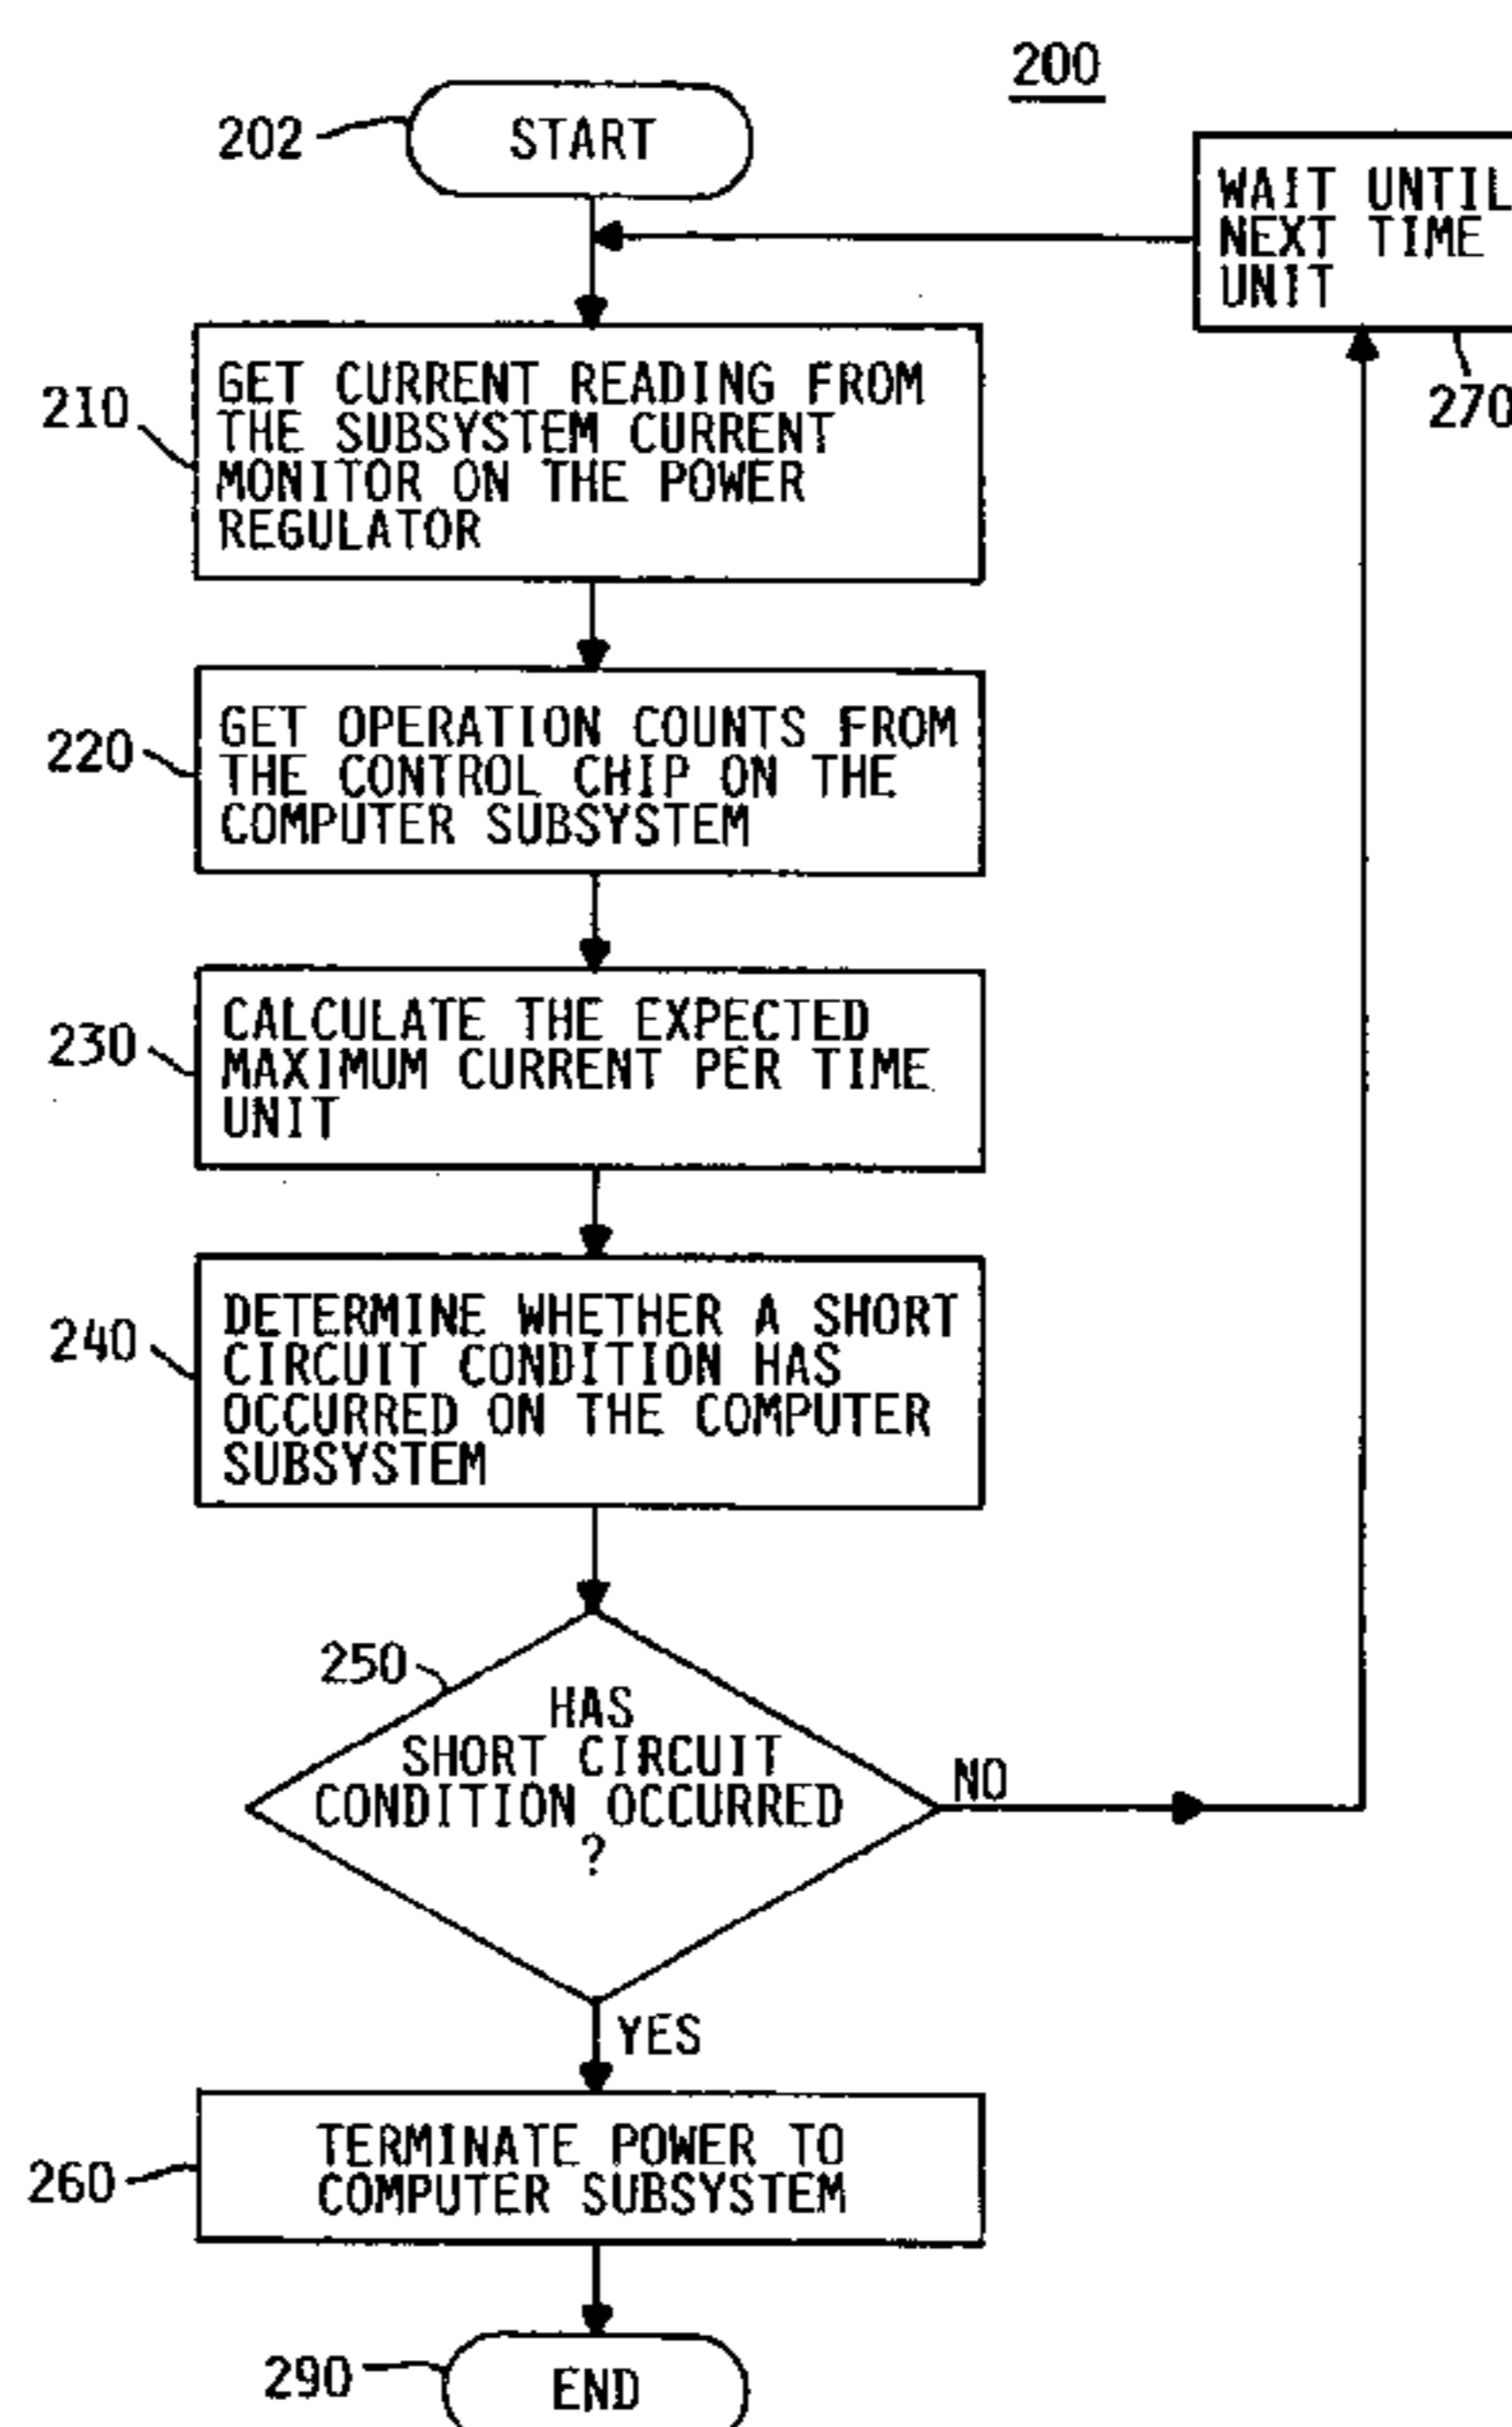 200
202
START
WAIT UNTIL
NEXT TIME
UNIT
270
210
GET CURRENT READING FROM
THE SUBSYSTEM CURRENT
MONITOR ON THE POWER
REGULATOR
220
GET OPERATION COUNTS FROM
THE CONTROL CHIP ON THE
COMPUTER SUBSYSTEM
230
CALCULATE THE EXPECTED
MAXIMUM CURRENT PER TIME
UNIT
240
DETERMINE WHETHER A SHORT
CIRCUIT CONDITION HAS
OCCURRED ON THE COMPUTER
SUBSYSTEM
250
HAS
SHORT CIRCUIT
CONDITION OCCURRED
?
NO
YES
260
TERMINATE POWER TO
COMPUTER SUBSYSTEM
290
END